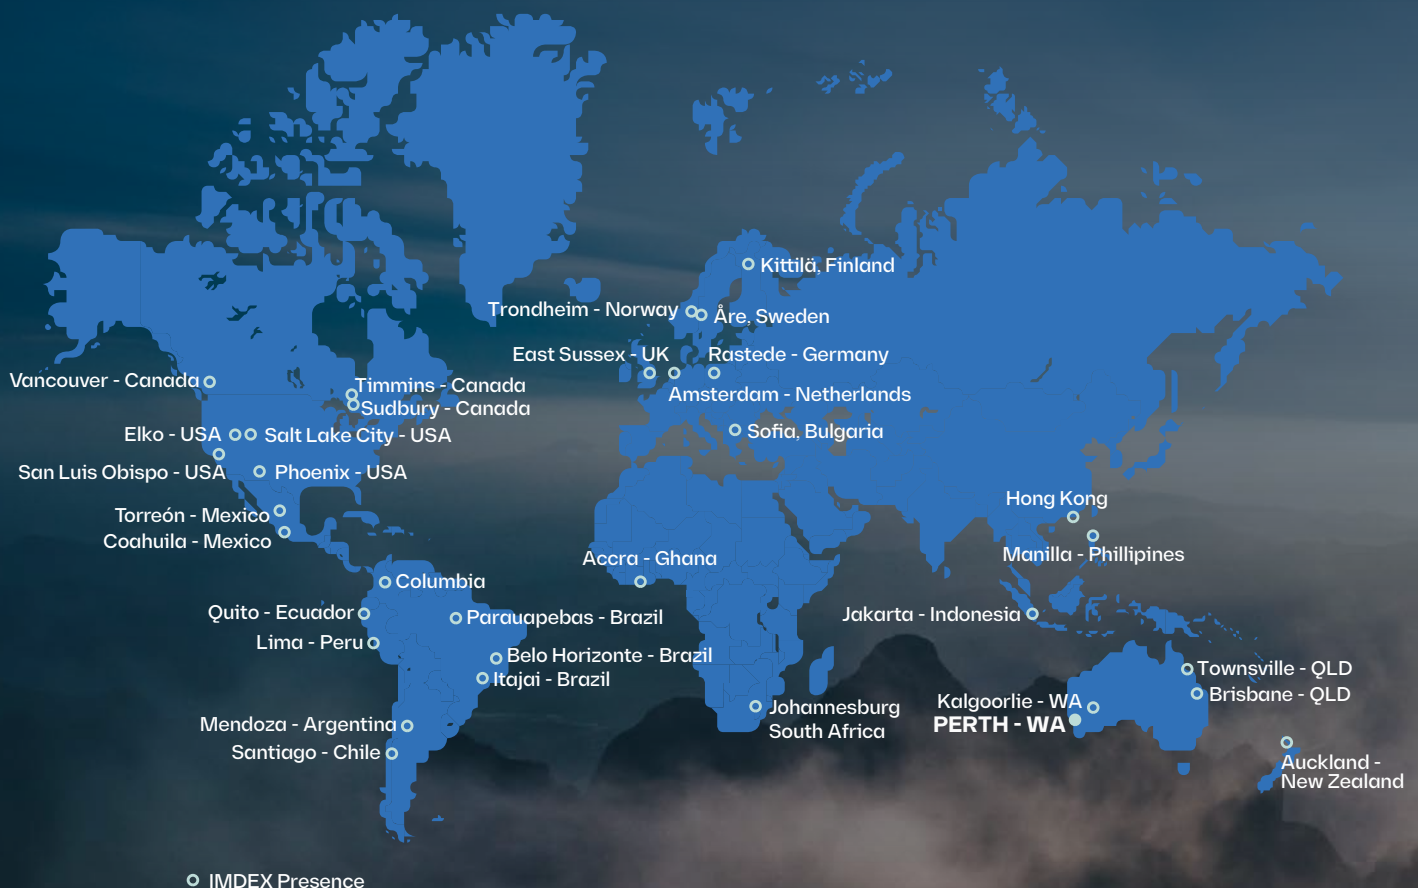 Kittilä, Finland
Trondheim - Norway
Åre, Sweden
East Sussex - UK
Rastede - Germany
Vancouver - Canada
Timmins - Canada
Amsterdam - Netherlands
Sudbury - Canada
Elko - USA
Salt Lake City - USA
Sofia, Bulgaria
San Luis Obispo - USA
Phoenix - USA
Hong Kong
Torreón - Mexico
Coahuila - Mexico
Manilla - Phillipines
Accra - Ghana
Columbia
Quito - Ecuador
Parauapebas - Brazil
Jakarta - Indonesia
Lima - Peru
Belo Horizonte - Brazil
Itajai - Brazil
Townsville - QLD
Brisbane - QLD
Kalgoorlie - WA
PERTH - WA
Johannesburg
South Africa
Mendoza - Argentina
Santiago - Chile
Auckland -
New Zealand
IMDEX Presence